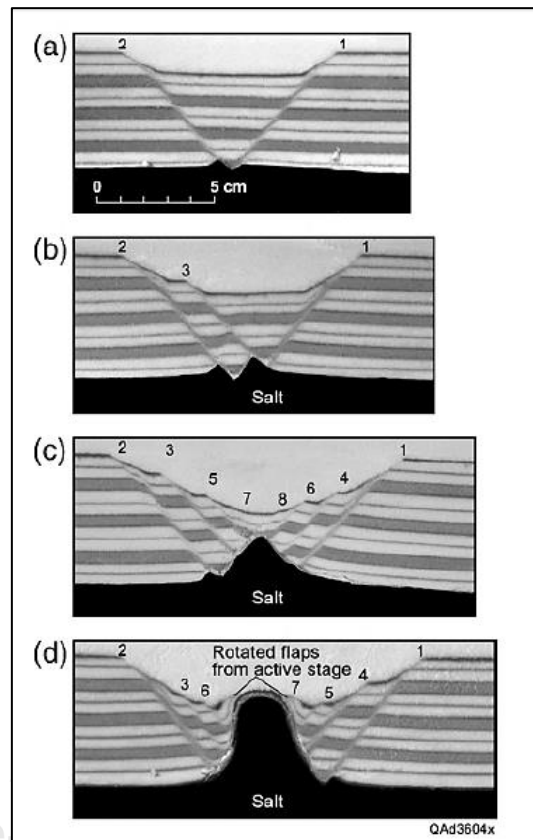 (a)
2 1
0 5 cm
(b)
2 1
3
Salt
(c)
2 3 1
5 4
7 8 6
Salt
(d)
2 Rotated flaps 1
from active stage
3 6 7 5 4
Salt
QAd3604x